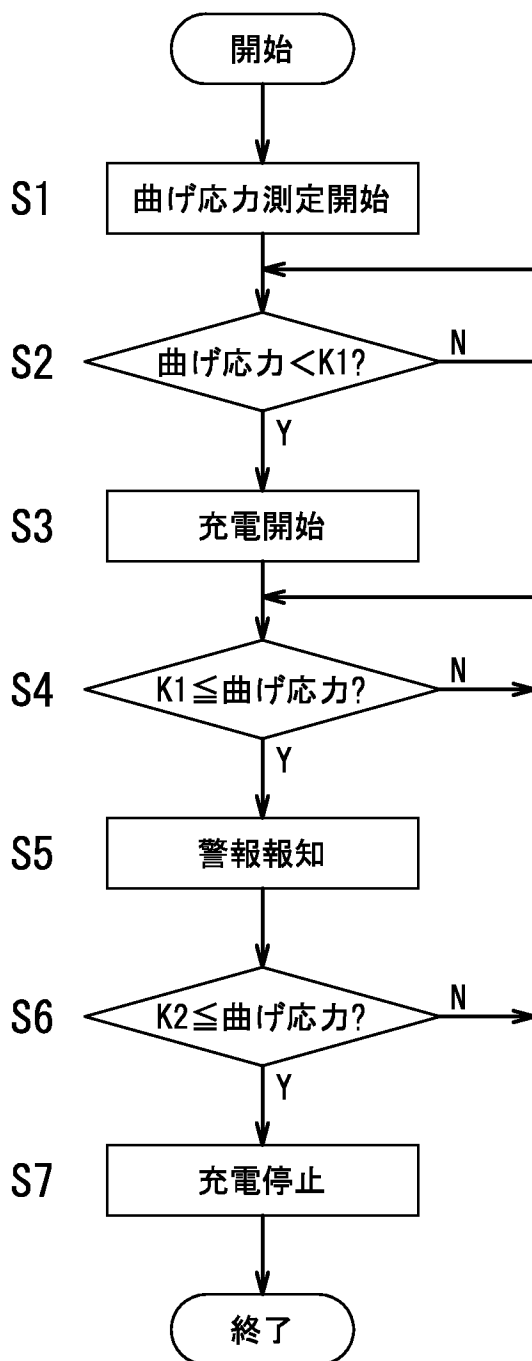 開始
S1 曲げ応力測定開始
S2 曲げ応力＜K1? N
Y
S3 充電開始
S4 K1≦曲げ応力? N
Y
S5 警報報知
S6 K2≦曲げ応力? N
Y
S7 充電停止
終了